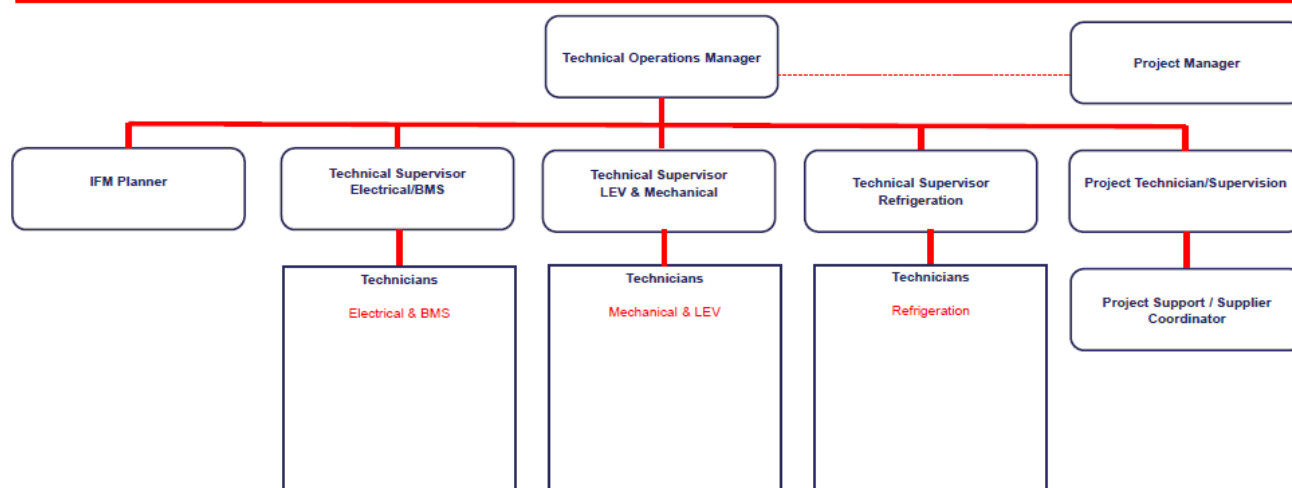 Technical Operations Manager
Project Manager
IFM Planner
Technical Supervisor
Electrical/BMS
Technical Supervisor
LEV & Mechanical
Technical Supervisor
Refrigeration
Project Technician/Supervision
Technicians
Electrical & BMS
Technicians
Mechanical & LEV
Technicians
Refrigeration
Project Support / Supplier
Coordinator